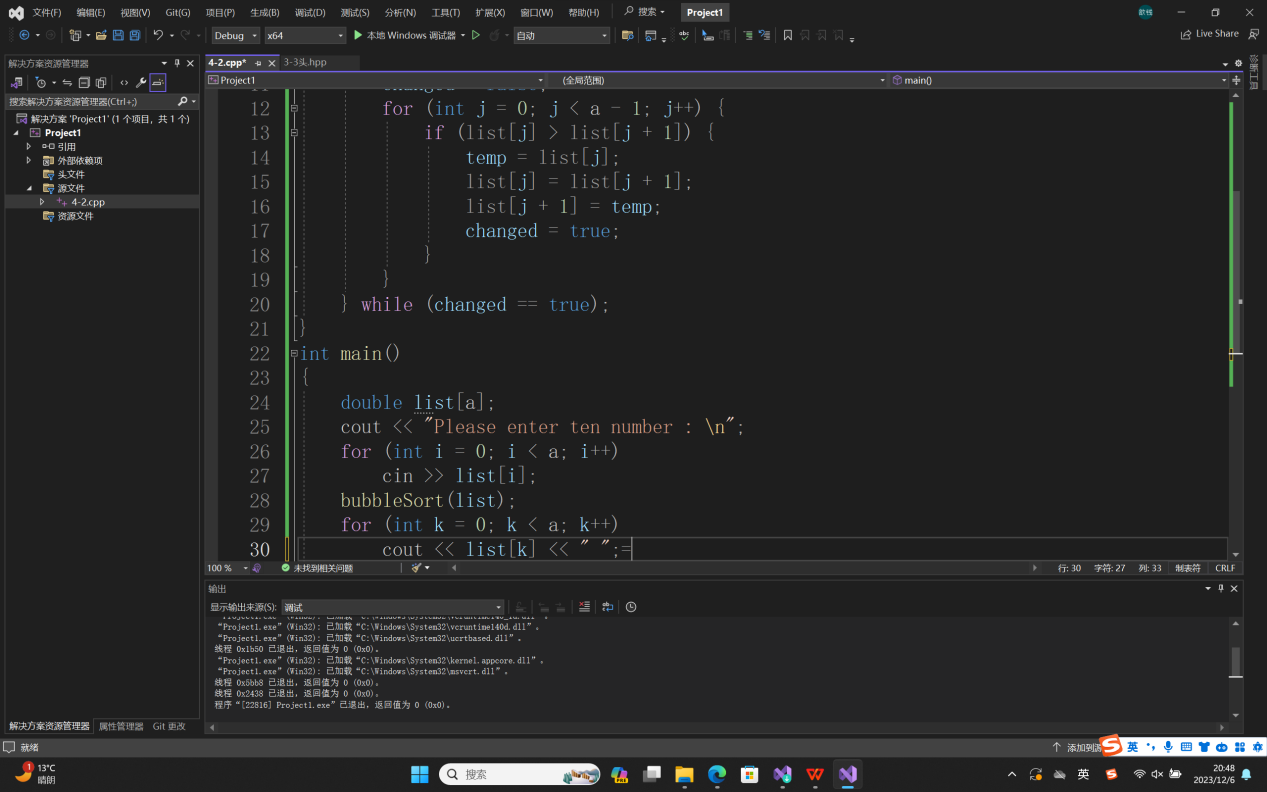 文件(F) 编辑(E) 视图(V) Git(G) 项目(P) 生成(B) 调试(D) 测试(S) 分析(N) 工具(T) 扩展(X) 窗口(W) 帮助(H) 搜索 Project1 歆钱
Debug x64 本地 Windows 调试器 自动 Live Share
解决方案资源管理器
搜索解决方案资源管理器(Ctrl+;)
解决方案 'Project1' (1 个项目，共 1 个)
Project1
引用
外部依赖项
头文件
源文件
4-2.cpp
资源文件
解决方案资源管理器 属性管理器 Git 更改
4-2.cpp*
Project1 (全局范围) main()
诊断工具
12 for (int j = 0; j < a - 1; j++) {
13 if (list[j] > list[j + 1]) {
14 temp = list[j];
15 list[j] = list[j + 1];
16 list[j + 1] = temp;
17 changed = true;
18 }
19 }
20 } while (changed == true);
21 }
22 int main()
23 {
24 double list[a];
25 cout << "Please enter ten number : \n";
26 for (int i = 0; i < a; i++)
27 cin >> list[i];
28 bubbleSort(list);
29 for (int k = 0; k < a; k++)
30 cout << list[k] << " ";=
100 % 未找到相关问题 行: 30 字符: 27 列: 33 制表符 CRLF
输出
显示输出来源(S): 调试
“Project1.exe”(Win32): 已加载“C:\Windows\System32\vcruntime140d.dll”。
“Project1.exe”(Win32): 已加载“C:\Windows\System32\ucrtbased.dll”。
线程 0x1b50 已退出，返回值为 0 (0x0)。
“Project1.exe”(Win32): 已加载“C:\Windows\System32\kernel.appcore.dll”。
“Project1.exe”(Win32): 已加载“C:\Windows\System32\msvcrt.dll”。
线程 0x5bb8 已退出，返回值为 0 (0x0)。
线程 0x2438 已退出，返回值为 0 (0x0)。
程序“[22816] Project1.exe”已退出，返回值为 0 (0x0)。
就绪 添加到源 英
1 13°C
晴朗
搜索
英 20:48
2023/12/6